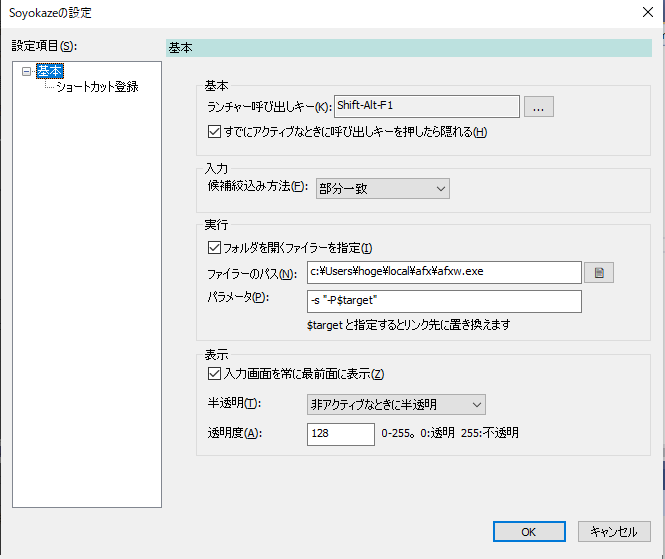 Soyokazeの設定
設定項目(S):
基本
ショートカット登録
基本
基本
ランチャー呼び出しキー(K):
Shift-Alt-F1
...
すでにアクティブなときに呼び出しキーを押したら隠れる(H)
入力
候補絞込み方法(F):
部分一致
実行
フォルダを開くファイラーを指定(I)
ファイラーのパス(N):
c:¥Users¥hoge¥local¥afx¥afxw.exe
パラメータ(P):
-s "-P$target"
$targetと指定するとリンク先に置き換えます
表示
入力画面を常に最前面に表示(Z)
半透明(T):
非アクティブなときに半透明
透明度(A):
128
0-255。0:透明 255:不透明
OK
キャンセル